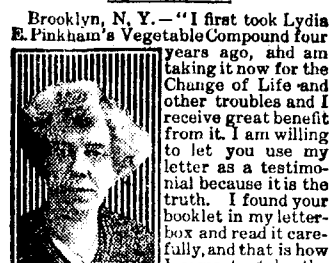 Brooklyn, N. Y.—"I first took Lydia
E. Pinkham's Vegetable Compound four
years ago, and am
taking it now for the
Change of Life and
other troubles and I
receive great benefit
from it. I am willing
to let you use my
letter as a testimo-
nial because it is the
truth. I found your
booklet in my letter-
box and read it care-
fully, and that is how